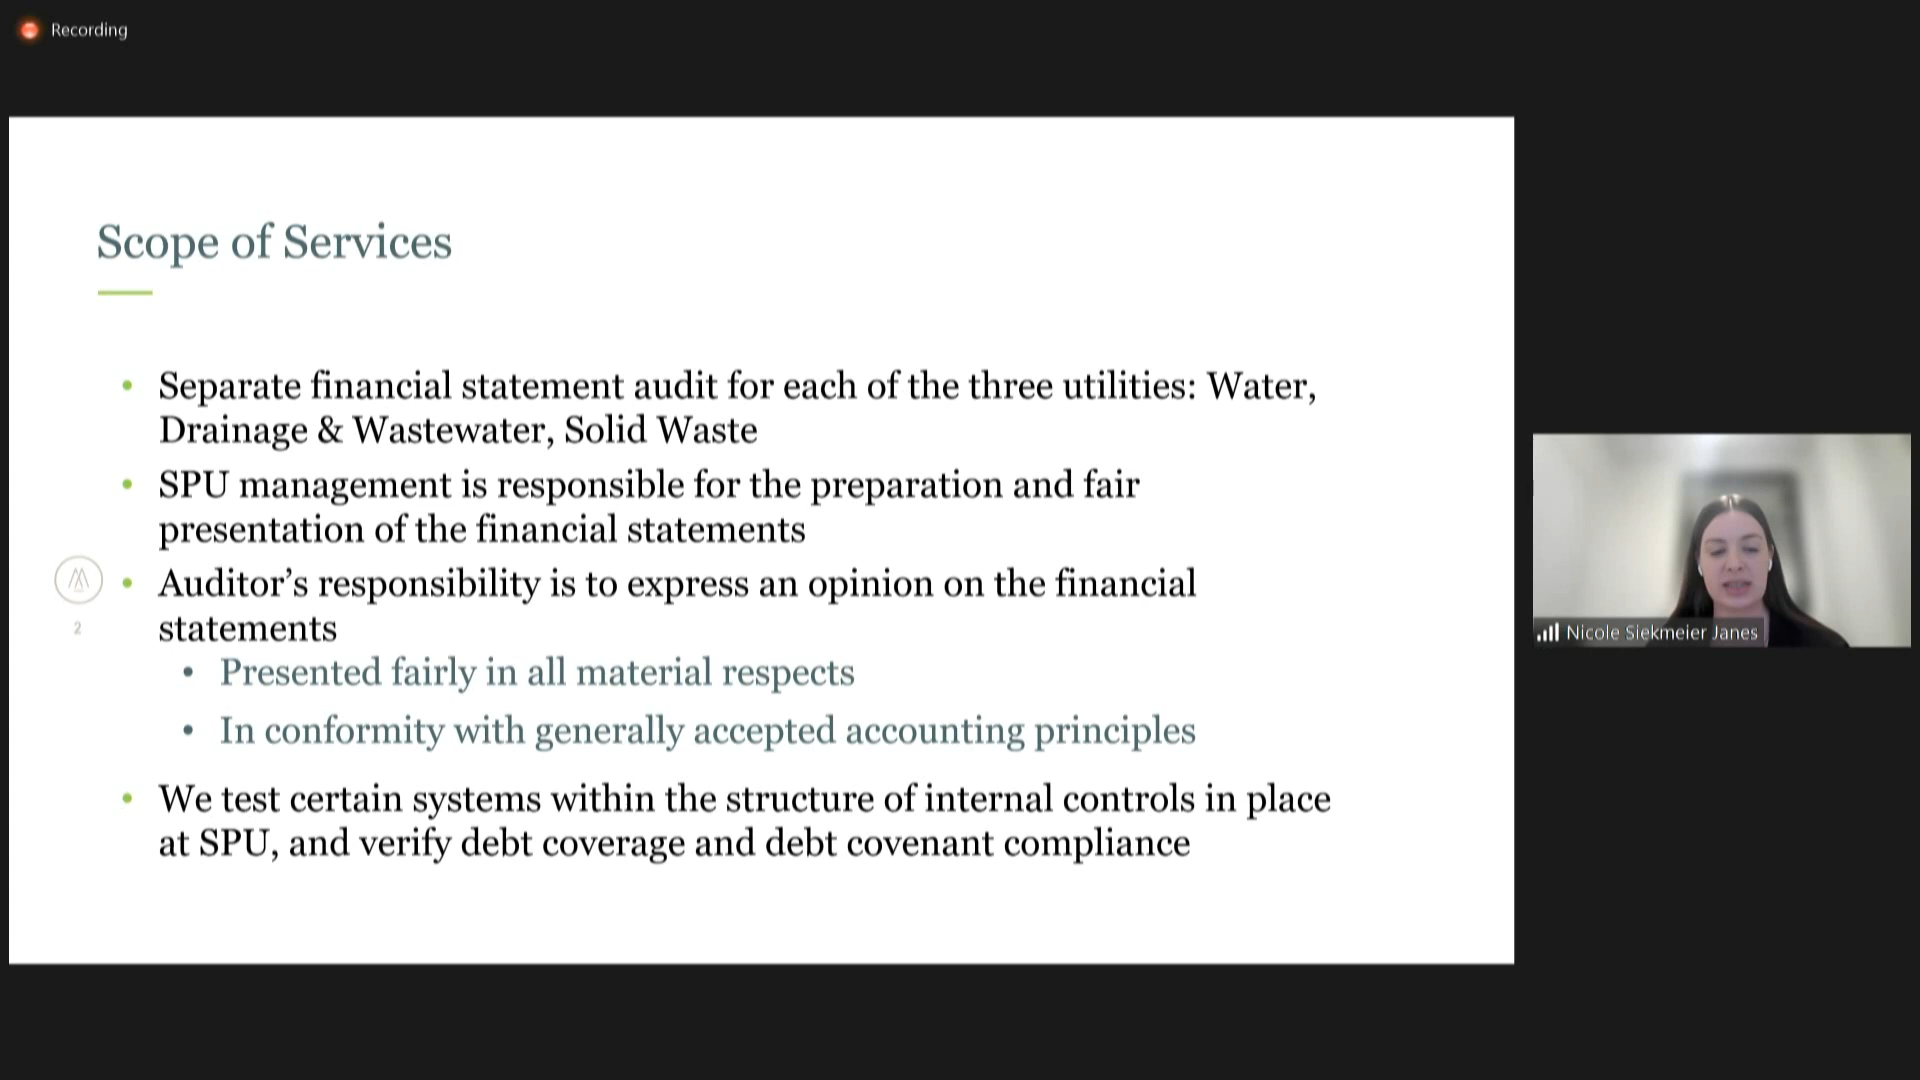 Recording
Scope of Services
• Separate financial statement audit for each of the three utilities: Water,
Drainage & Wastewater, Solid Waste
• SPU management is responsible for the preparation and fair
presentation of the financial statements
• Auditor’s responsibility is to express an opinion on the financial
statements
• Presented fairly in all material respects
• In conformity with generally accepted accounting principles
• We test certain systems within the structure of internal controls in place
at SPU, and verify debt coverage and debt covenant compliance
2
Nicole Siekmeier Janes